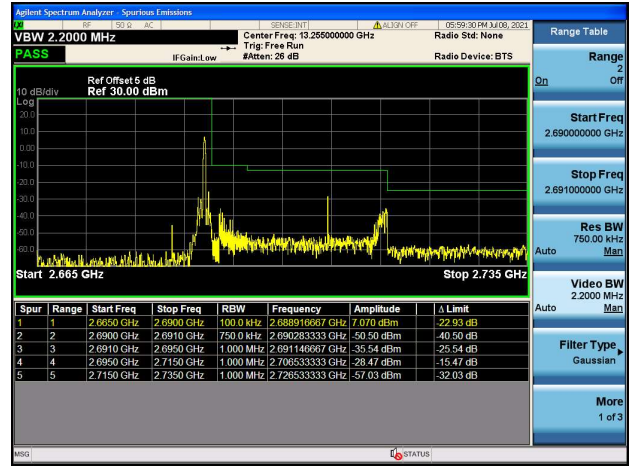 Agilent Spectrum Analyzer - Spurious Emissions
RF 50 Ω AC SENSE:INT ALIGN OFF 05:59:30 PM Jul 08, 2021
VBW 2.2000 MHz
Center Freq: 13.255000000 GHz
Radio Std: None
Trig: Free Run
PASS
IFGain:Low
#Atten: 26 dB
Radio Device: BTS
Ref Offset 5 dB
10 dB/div Ref 30.00 dBm
Log
20.0
10.0
0.00
-10.0
-20.0
-30.0
-40.0
-50.0
-60.0
Start 2.665 GHz
Stop 2.735 GHz
Spur Range Start Freq Stop Freq RBW Frequency Amplitude Δ Limit
1 1 2.6650 GHz 2.6900 GHz 100.0 kHz 2.688916667 GHz 7.070 dBm -22.93 dB
2 2 2.6900 GHz 2.6910 GHz 750.0 kHz 2.690283333 GHz -50.50 dBm -40.50 dB
3 3 2.6910 GHz 2.6950 GHz 1.000 MHz 2.691146667 GHz -35.54 dBm -25.54 dB
4 4 2.6950 GHz 2.7150 GHz 1.000 MHz 2.706533333 GHz -28.47 dBm -15.47 dB
5 5 2.7150 GHz 2.7350 GHz 1.000 MHz 2.726533333 GHz -57.03 dBm -32.03 dB
MSG
STATUS
Range Table
Range
2
On Off
Start Freq
2.690000000 GHz
Stop Freq
2.691000000 GHz
Res BW
750.00 kHz
Auto Man
Video BW
2.2000 MHz
Auto Man
Filter Type
Gaussian
More
1 of 3